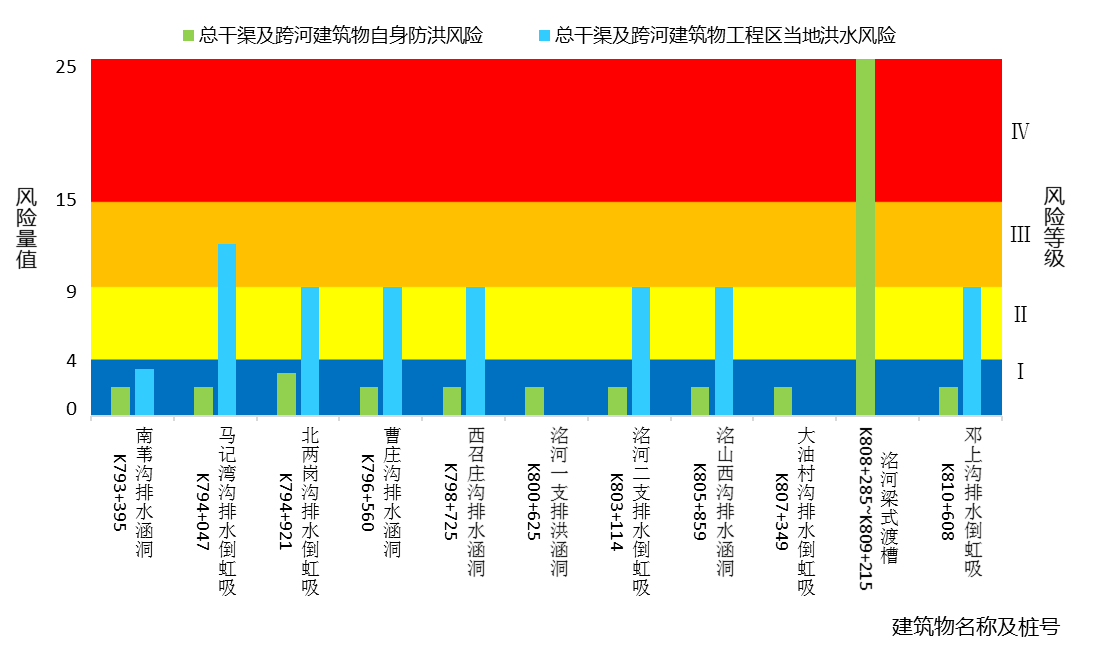 总干渠及跨河建筑物自身防洪风险
总干渠及跨河建筑物工程区当地洪水风险
25
15
9
4
0
风险量值
Ⅳ
Ⅲ
Ⅱ
Ⅰ
风险等级
南苇沟排水涵洞
K793+395
马记湾沟排水倒虹吸
K794+047
北两岗沟排水倒虹吸
K794+921
曹庄沟排水涵洞
K796+560
西召庄沟排水涵洞
K798+725
洺河一支排洪涵洞
K800+625
洺河二支排水倒虹吸
K803+114
洺山西沟排水涵洞
K805+859
大油村沟排水倒虹吸
K807+349
洺河梁式渡槽
K808+285~K809+215
邓上沟排水倒虹吸
K810+608
建筑物名称及桩号